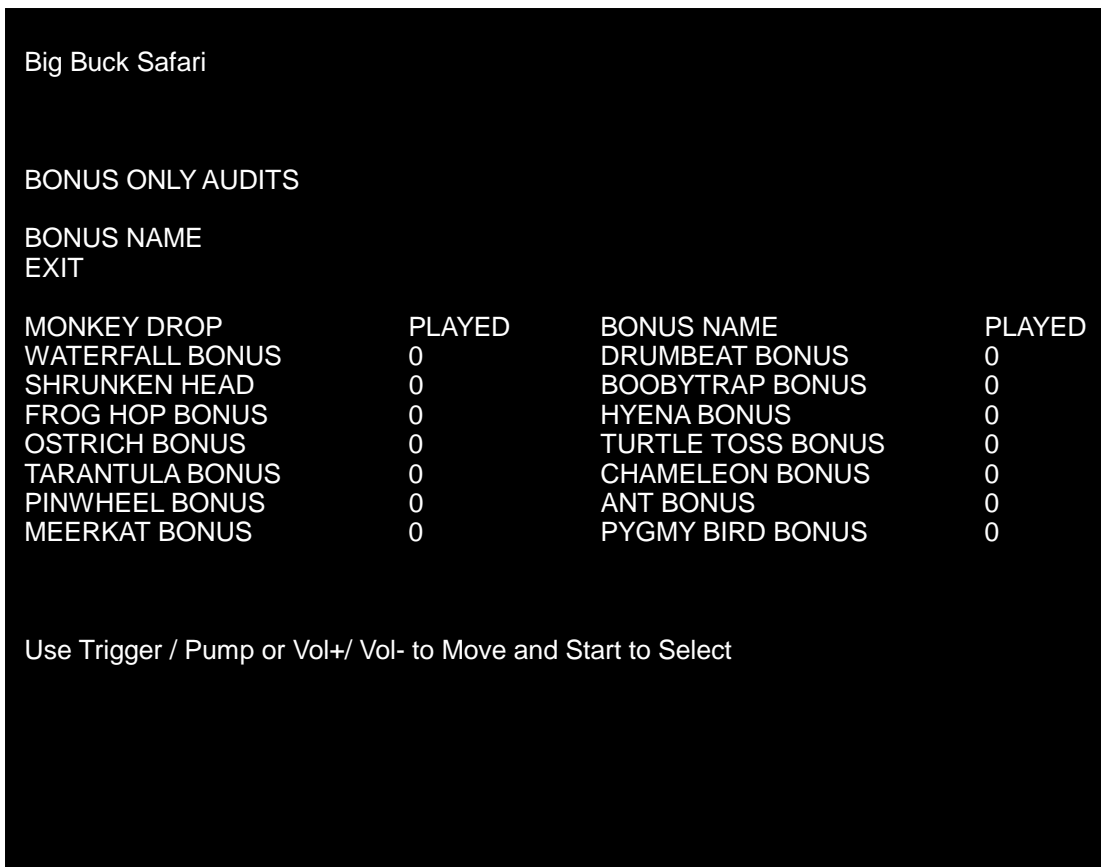 Big Buck Safari
BONUS ONLY AUDITS
BONUS NAME
EXIT
MONKEY DROP PLAYED BONUS NAME PLAYED
WATERFALL BONUS 0 DRUMBEAT BONUS 0
SHRUNKEN HEAD 0 BOOBYTRAP BONUS 0
FROG HOP BONUS 0 HYENA BONUS 0
OSTRICH BONUS 0 TURTLE TOSS BONUS 0
TARANTULA BONUS 0 CHAMELEON BONUS 0
PINWHEEL BONUS 0 ANT BONUS 0
MEERKAT BONUS 0 PYGMY BIRD BONUS 0
Use Trigger / Pump or Vol+/ Vol- to Move and Start to Select